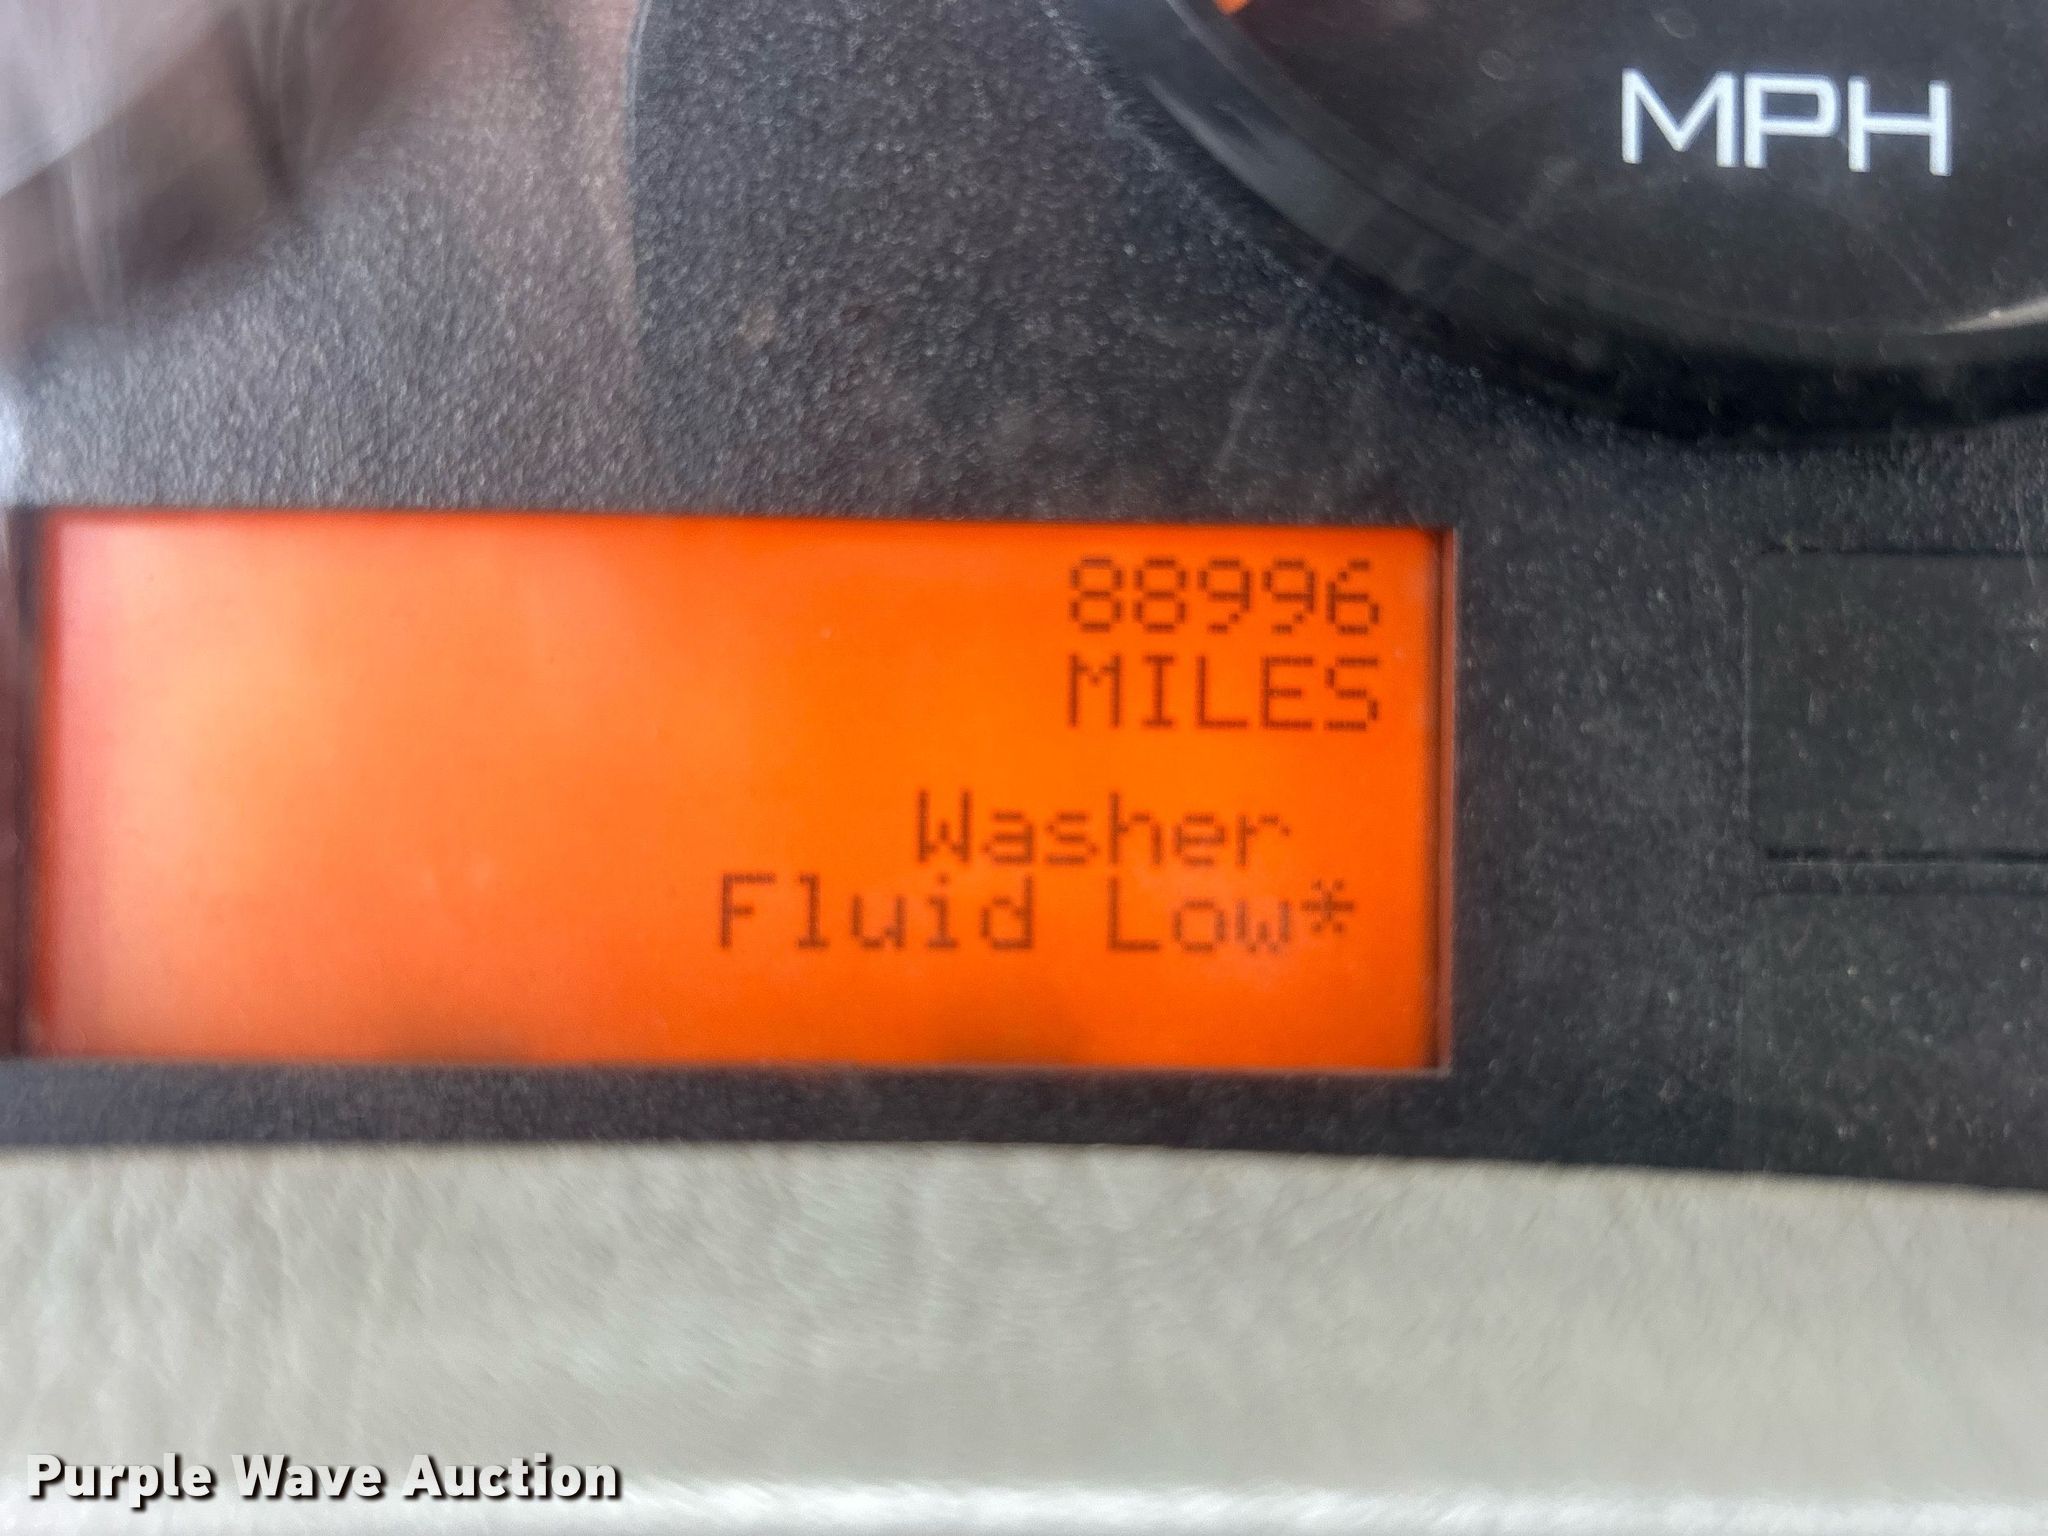 MPH
88996
MILES
Washer
Fluid Low*
Purple Wave Auction